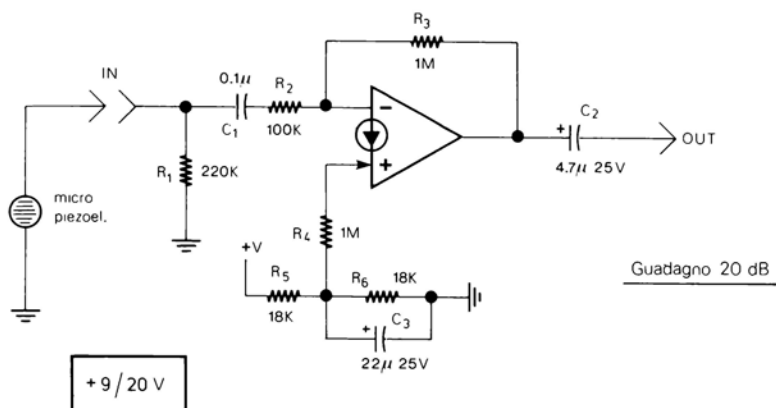 R3
1M
IN
0.1μ
R2
C1
100K
−
+
+
C2
4.7μ 25V
OUT
R1
220K
micro
piezoel.
R4
1M
+V
R5
18K
R6
18K
+
C3
22μ 25V
Guadagno 20 dB
+9/20 V